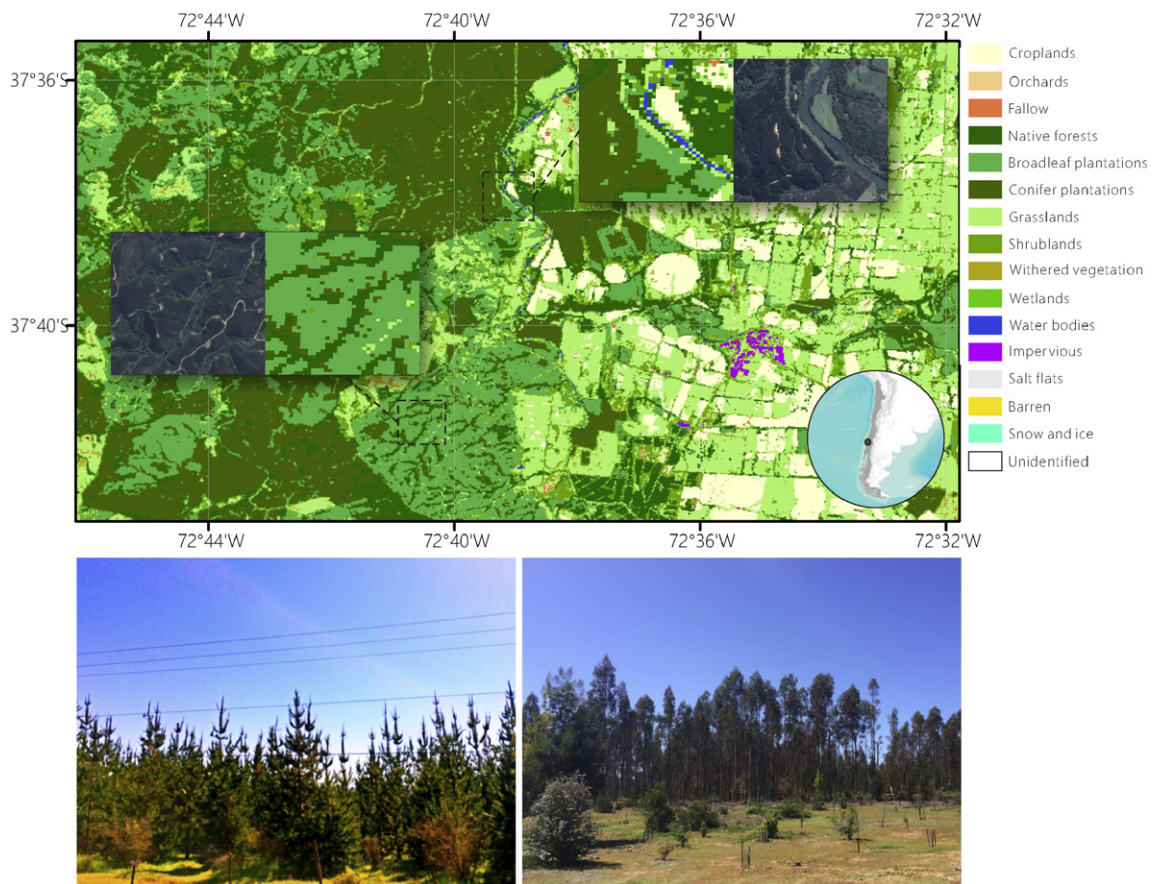 72°44'W 72°40'W 72°36'W 72°32'W
37°36'S
37°40'S
Croplands
Orchards
Fallow
Native forests
Broadleaf plantations
Conifer plantations
Grasslands
Shrublands
Withered vegetation
Wetlands
Water bodies
Impervious
Salt flats
Barren
Snow and ice
Unidentified
72°44'W 72°40'W 72°36'W 72°32'W